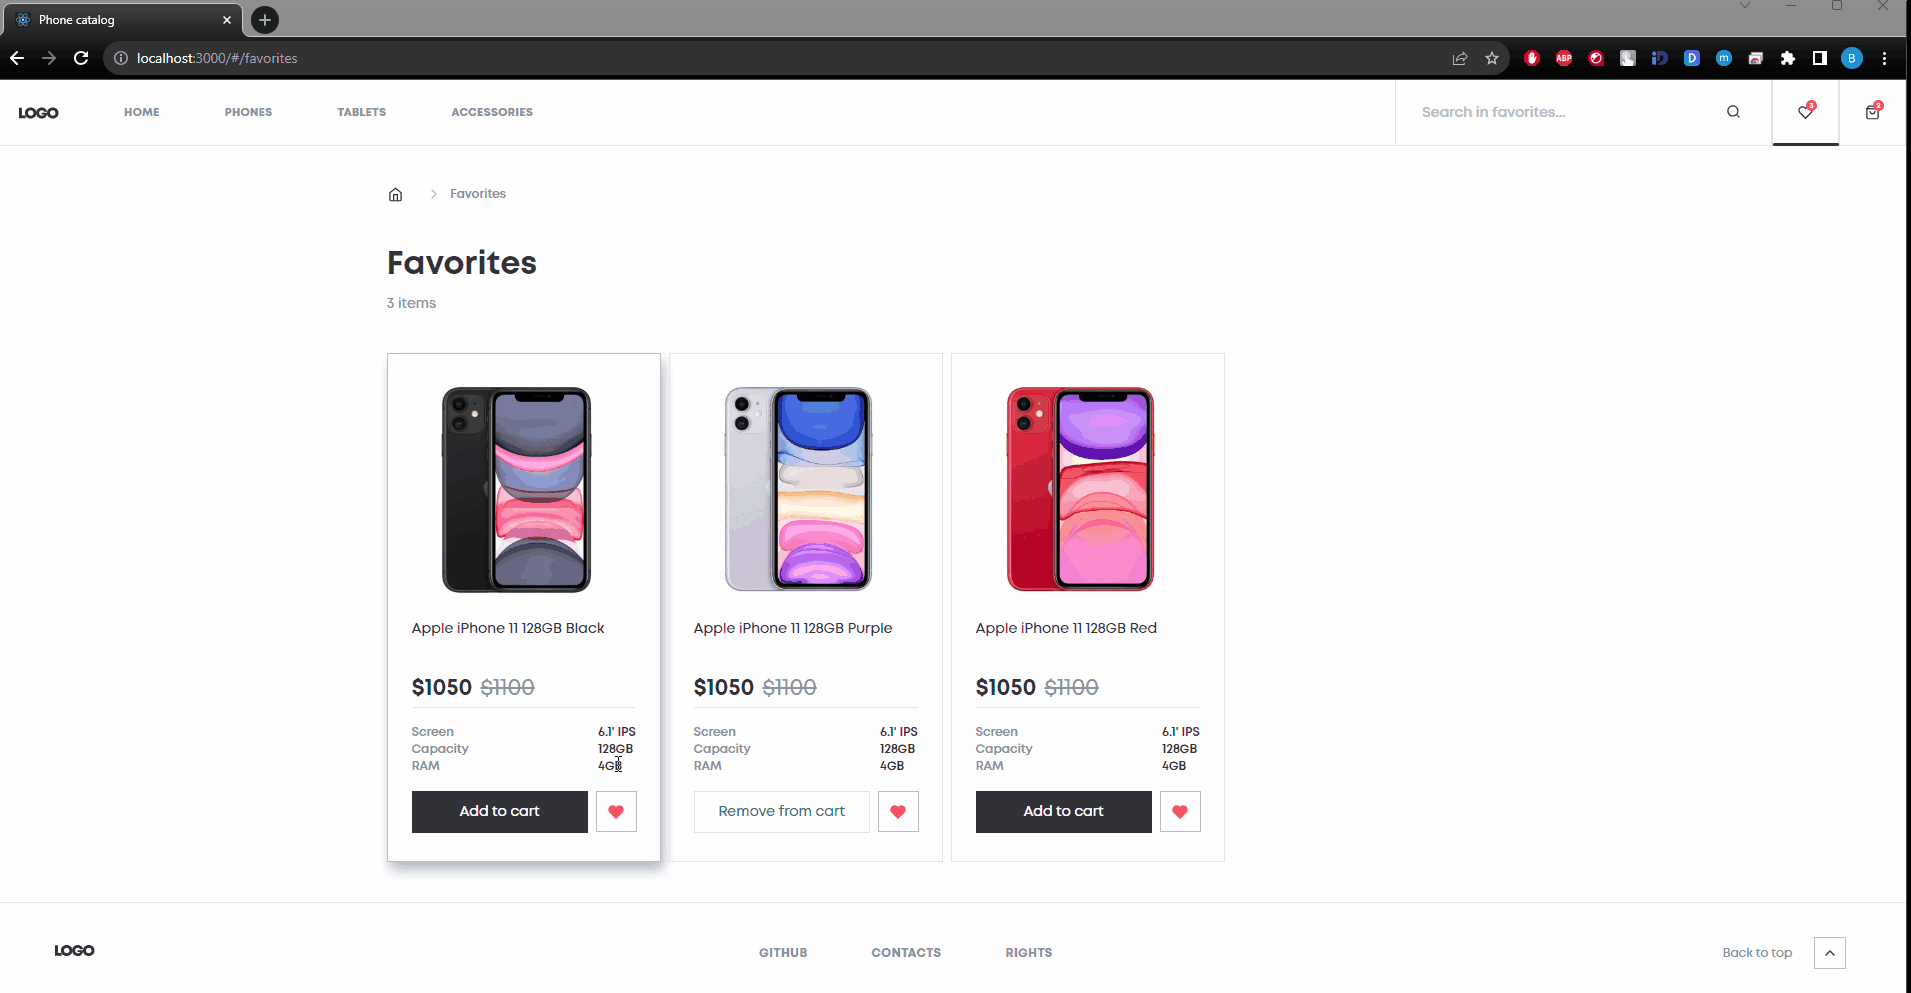 Phone catalog
localhost:3000/#/favorites
ABP
D
m
B
LOGO
HOME
PHONES
TABLETS
ACCESSORIES
Search in favorites...
3
2
Favorites
Favorites
3 items
Apple iPhone 11 128GB Black
$1050 $1100
Screen 6.1' IPS
Capacity 128GB
RAM 4GB
Add to cart
Apple iPhone 11 128GB Purple
$1050 $1100
Screen 6.1' IPS
Capacity 128GB
RAM 4GB
Remove from cart
Apple iPhone 11 128GB Red
$1050 $1100
Screen 6.1' IPS
Capacity 128GB
RAM 4GB
Add to cart
LOGO
GITHUB
CONTACTS
RIGHTS
Back to top